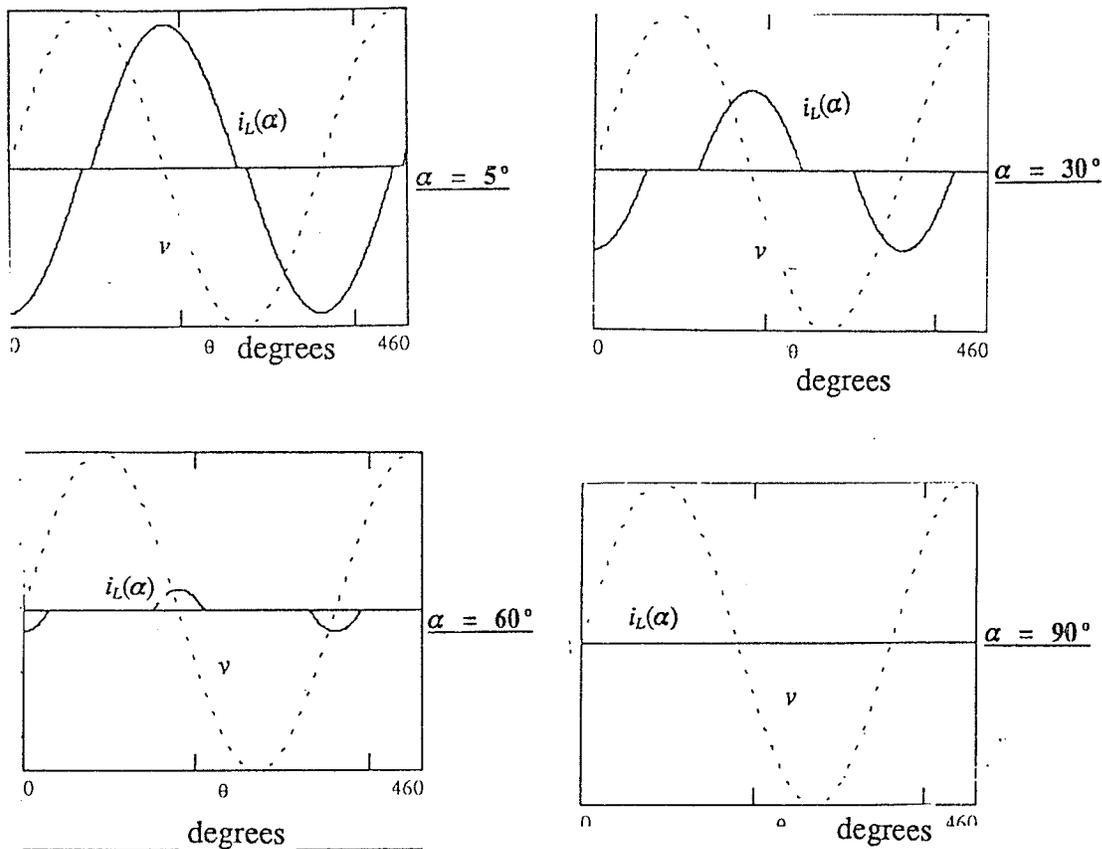 i_L(α)
α = 5°
v
0 θ degrees 460
i_L(α)
α = 30°
v
0 θ 460
degrees
i_L(α)
α = 60°
v
0 θ 460
degrees
i_L(α)
α = 90°
v
0 θ degrees 460